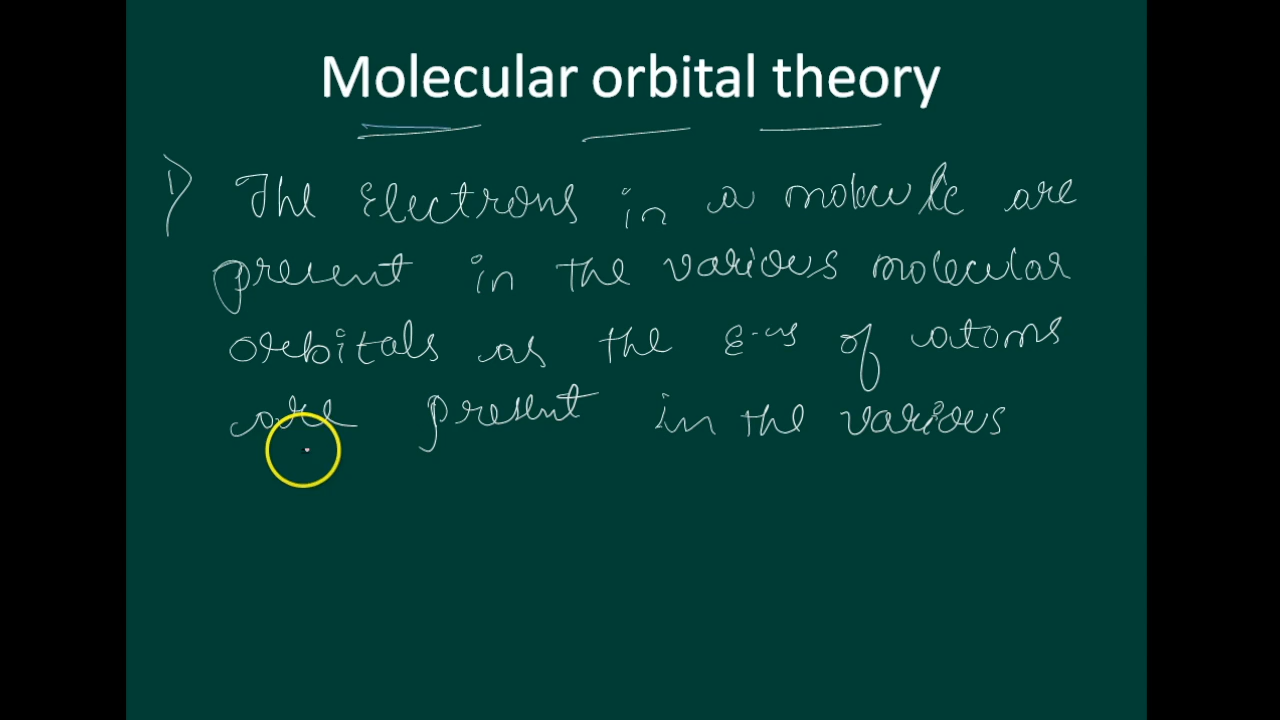 Molecular orbital theory
1) The Electrons in a molecule are
present in the various molecular
orbitals as the e-ns of atoms
are present in the various